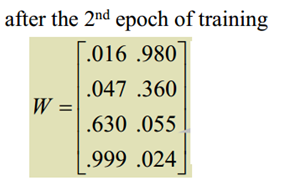 after the 2nd epoch of training
.016 .980
.047 .360
W =
.630 .055
.999 .024